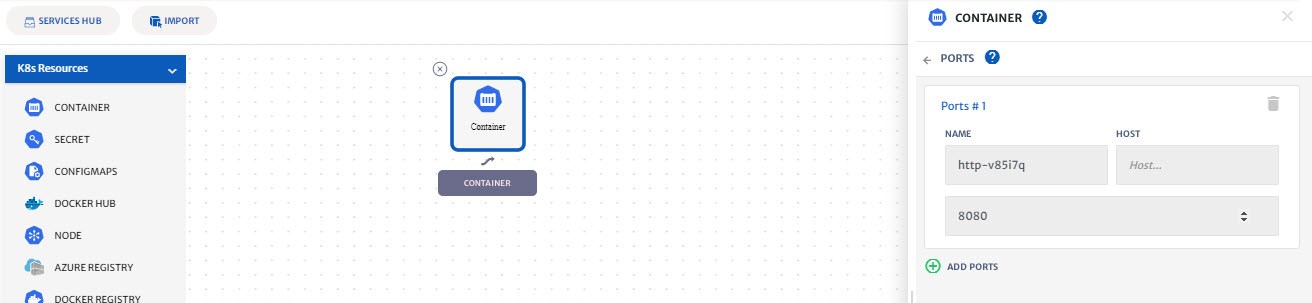 SERVICES HUB
IMPORT
K8s Resources
CONTAINER
SECRET
CONFIGMAPS
DOCKER HUB
NODE
AZURE REGISTRY
DOCKER REGISTRY
Container
CONTAINER
CONTAINER ?
PORTS ?
Ports # 1
NAME HOST
http-v85i7q Host...
8080
ADD PORTS